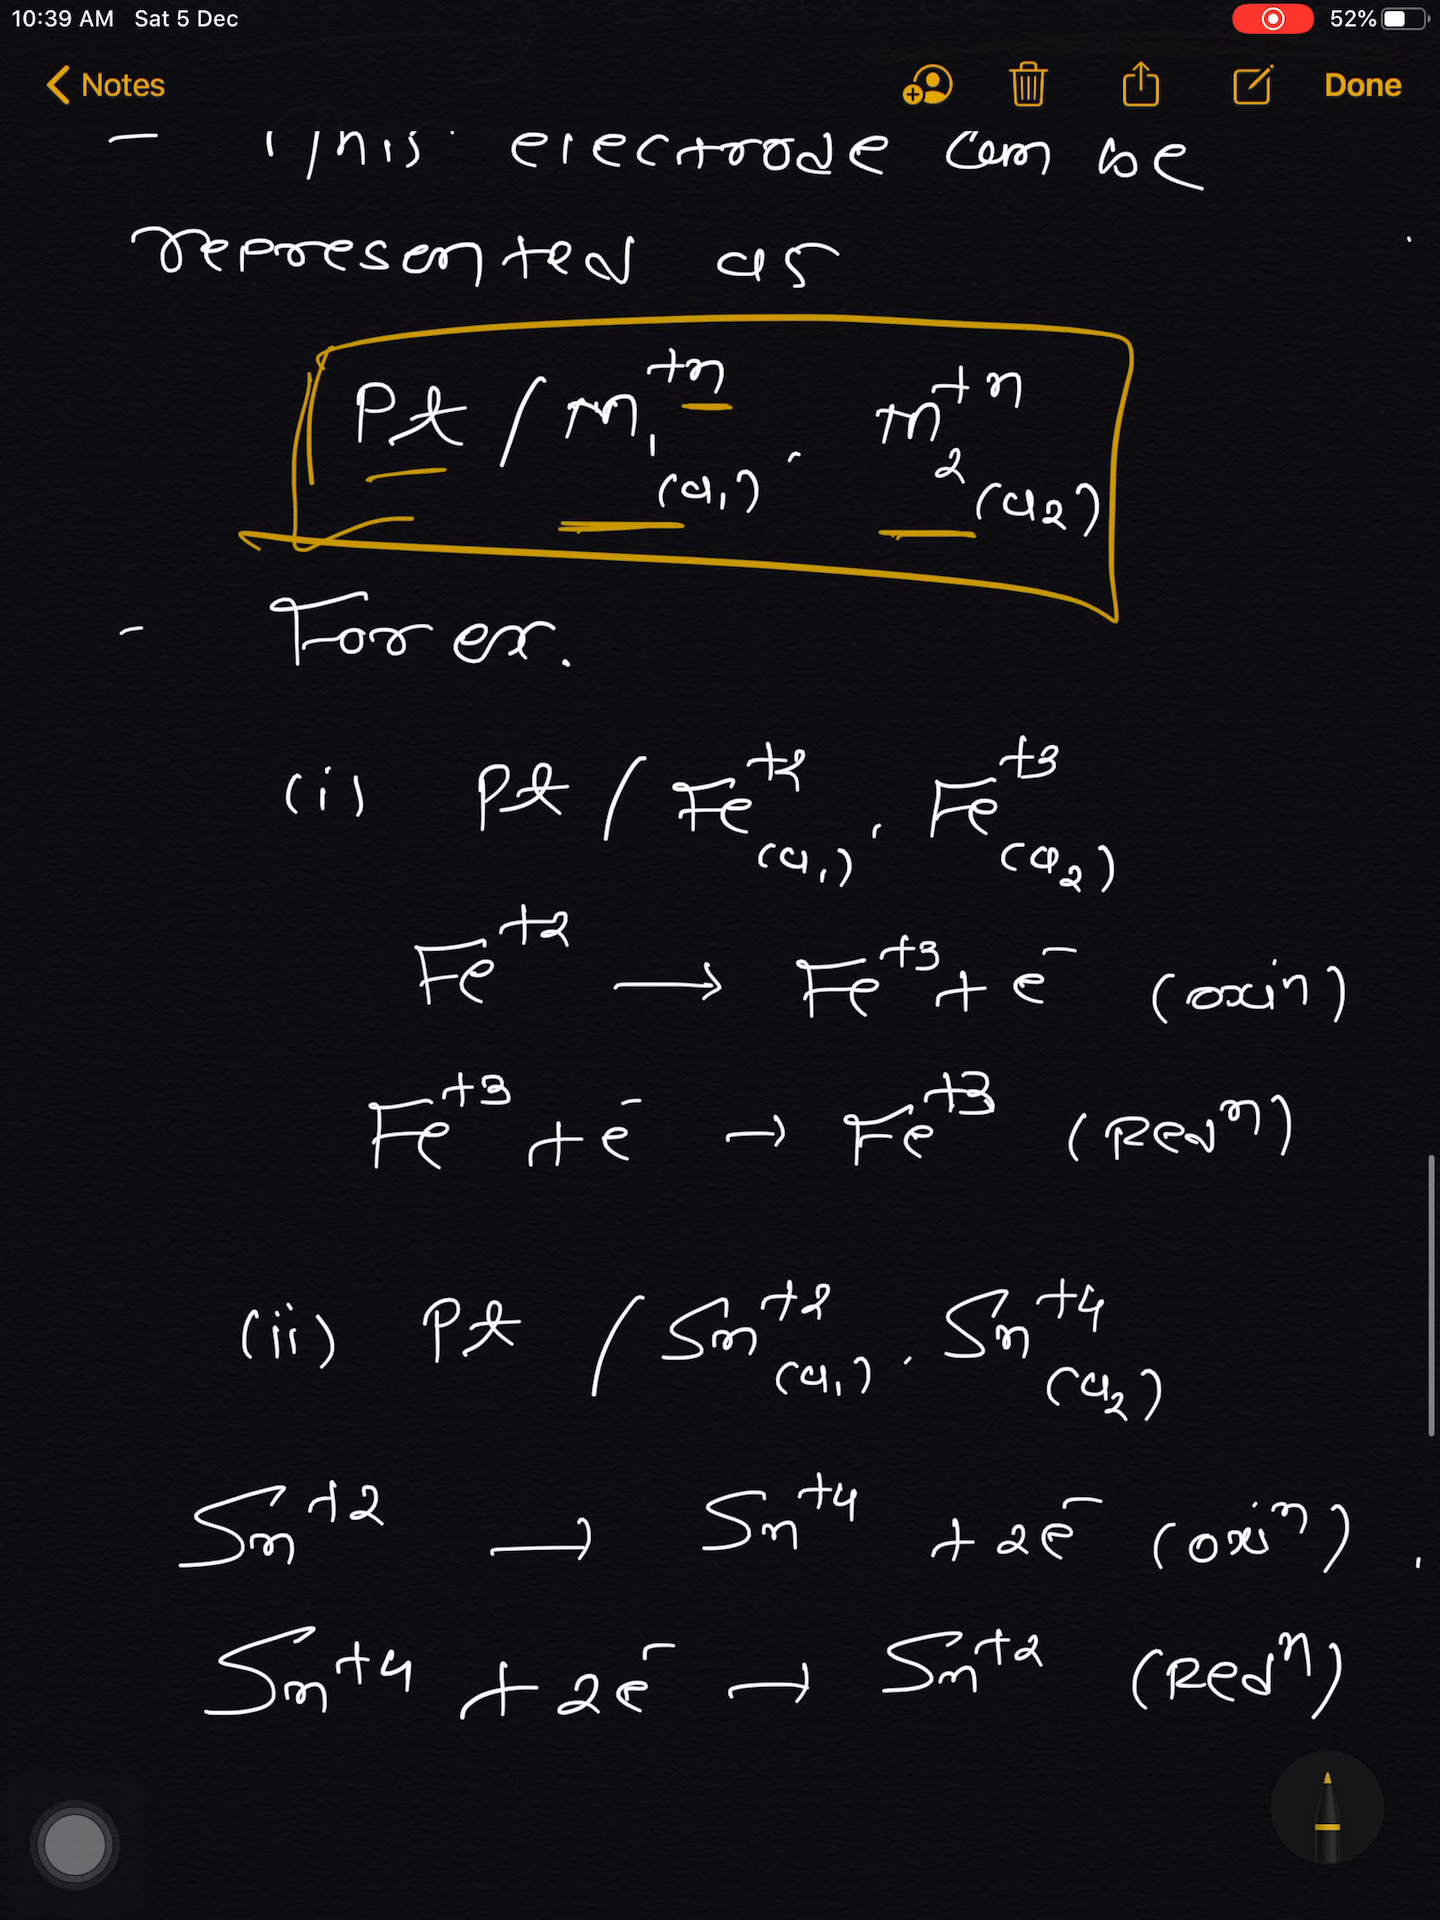 10:39 AM Sat 5 Dec 52%
Notes Done
- This electrode can be
represented as
Pt / M₁⁺ⁿ (a₁), M₂⁺ⁿ (a₂)
- For ex.
(i) Pt / Fe⁺² (a₁), Fe⁺³ (a₂)
Fe⁺² → Fe⁺³ + e⁻ (oxiⁿ)
Fe⁺³ + e⁻ → Fe⁺³ (Redⁿ)
(ii) Pt / Sn⁺² (a₁), Sn⁺⁴ (a₂)
Sn⁺² → Sn⁺⁴ + 2e⁻ (oxiⁿ).
Sn⁺⁴ + 2e⁻ → Sn⁺² (Redⁿ)